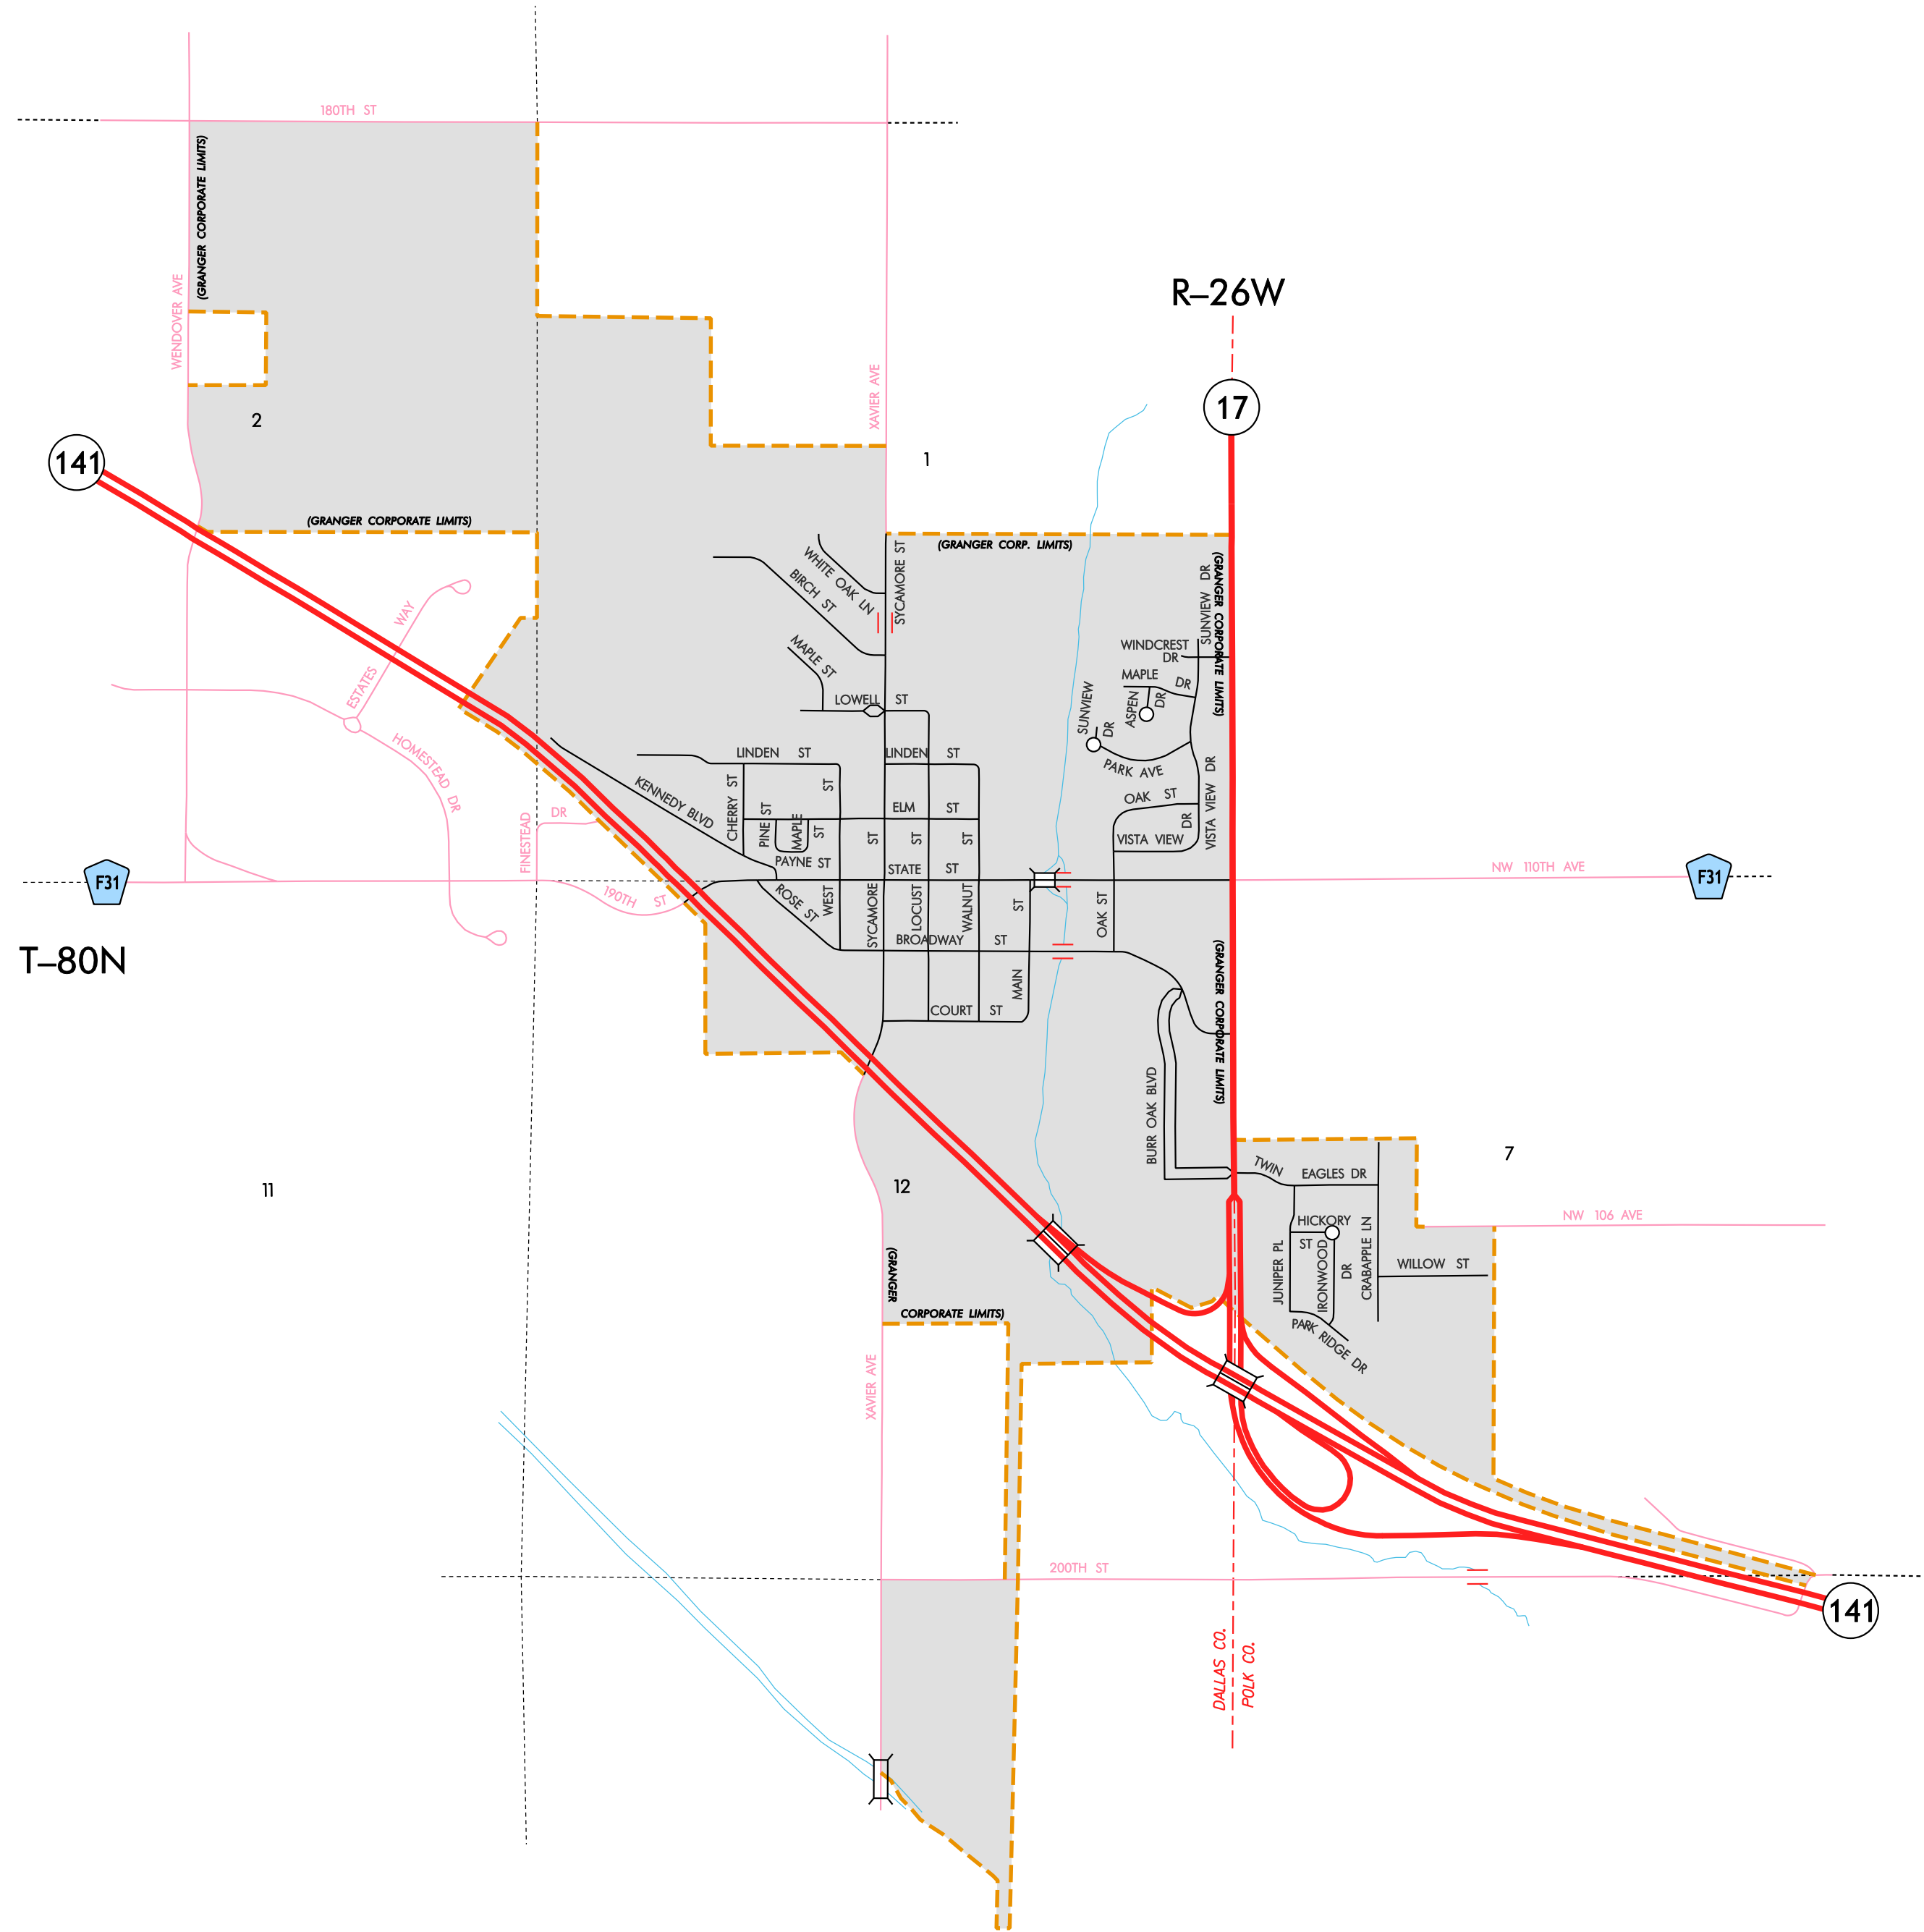 180TH ST
(GRANGER CORPORATE LIMITS)
WENDOVER AVE
R–26W
XAVIER AVE
17
2
1
141
(GRANGER CORPORATE LIMITS)
(GRANGER CORP. LIMITS)
(GRANGER CORPORATE LIMITS)
WHITE OAK LN
BIRCH ST
SYCAMORE ST
SUNVIEW DR
WINDCREST
DR
MAPLE DR
ASPEN
DR
MAPLE ST
LOWELL ST
SUNVIEW
DR
PARK AVE
ESTATES WAY
HOMESTEAD DR
LINDEN ST
LINDEN ST
KENNEDY BLVD
CHERRY ST
PINE ST
MAPLE
ST
ELM ST
OAK ST
VISTA VIEW
DR
VISTA VIEW DR
FINESTEAD
DR
PAYNE ST
STATE ST
WEST
ST
SYCAMORE ST
LOCUST ST
WALNUT ST
F31
190TH ST
ROSE ST
BROADWAY ST
MAIN ST
OAK ST
NW 110TH AVE
F31
T–80N
COURT ST
(GRANGER CORPORATE LIMITS)
BURR OAK BLVD
TWIN EAGLES DR
7
11
12
HICKORY
ST
JUNIPER PL
IRONWOOD
DR
CRABAPPLE LN
WILLOW ST
NW 106 AVE
PARK RIDGE DR
(GRANGER
CORPORATE LIMITS)
XAVIER AVE
200TH ST
141
DALLAS CO.
POLK CO.